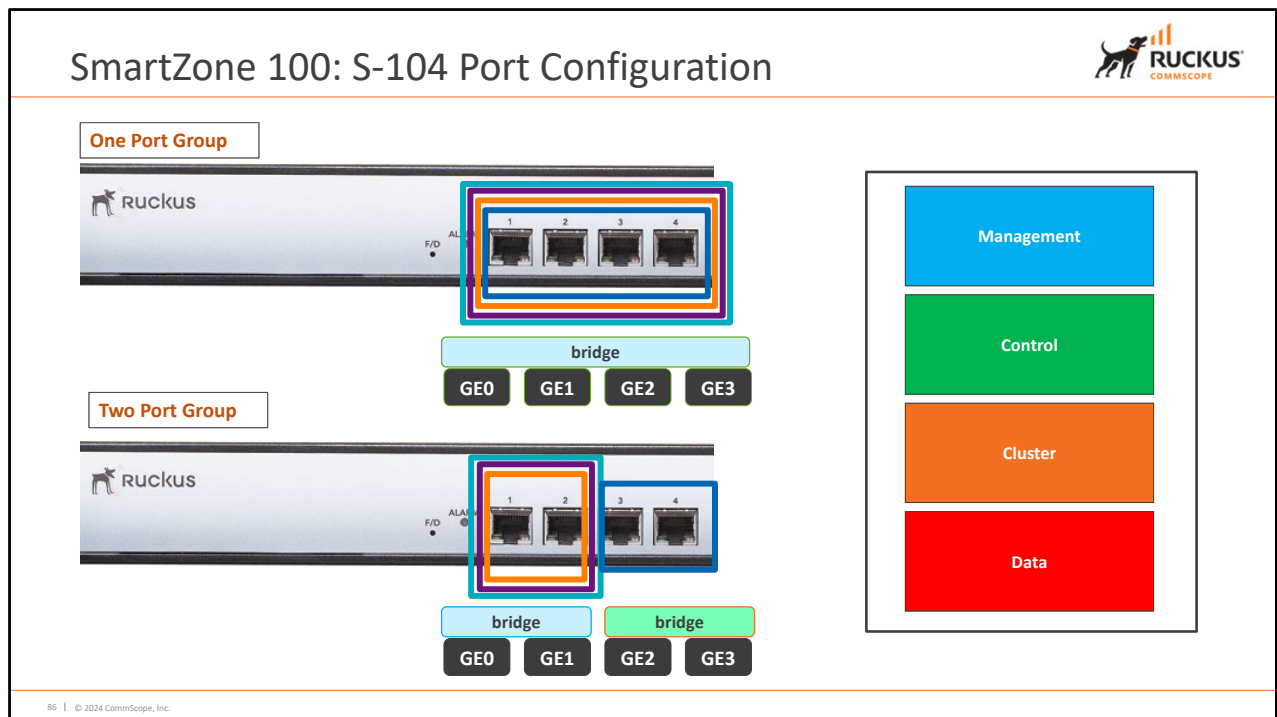 SmartZone 100: S-104 Port Configuration
RUCKUS
COMMSCOPE
One Port Group
Ruckus
F/D
1 2 3 4
bridge
GE0 GE1 GE2 GE3
Two Port Group
Ruckus
F/D
1 2 3 4
bridge bridge
GE0 GE1 GE2 GE3
Management
Control
Cluster
Data
86 | © 2024 CommScope, Inc.